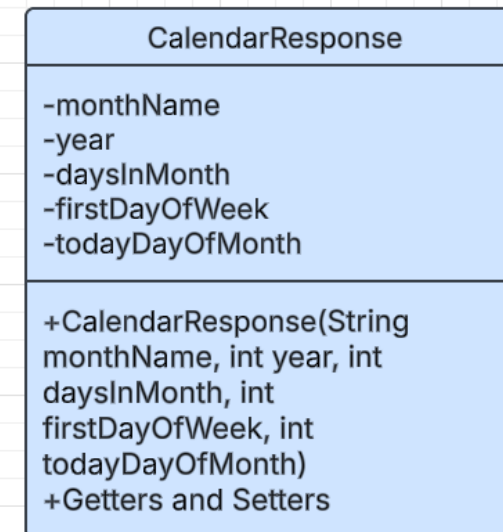 CalendarResponse
-monthName
-year
-daysInMonth
-firstDayOfWeek
-todayDayOfMonth
+CalendarResponse(String
monthName, int year, int
daysInMonth, int
firstDayOfWeek, int
todayDayOfMonth)
+Getters and Setters